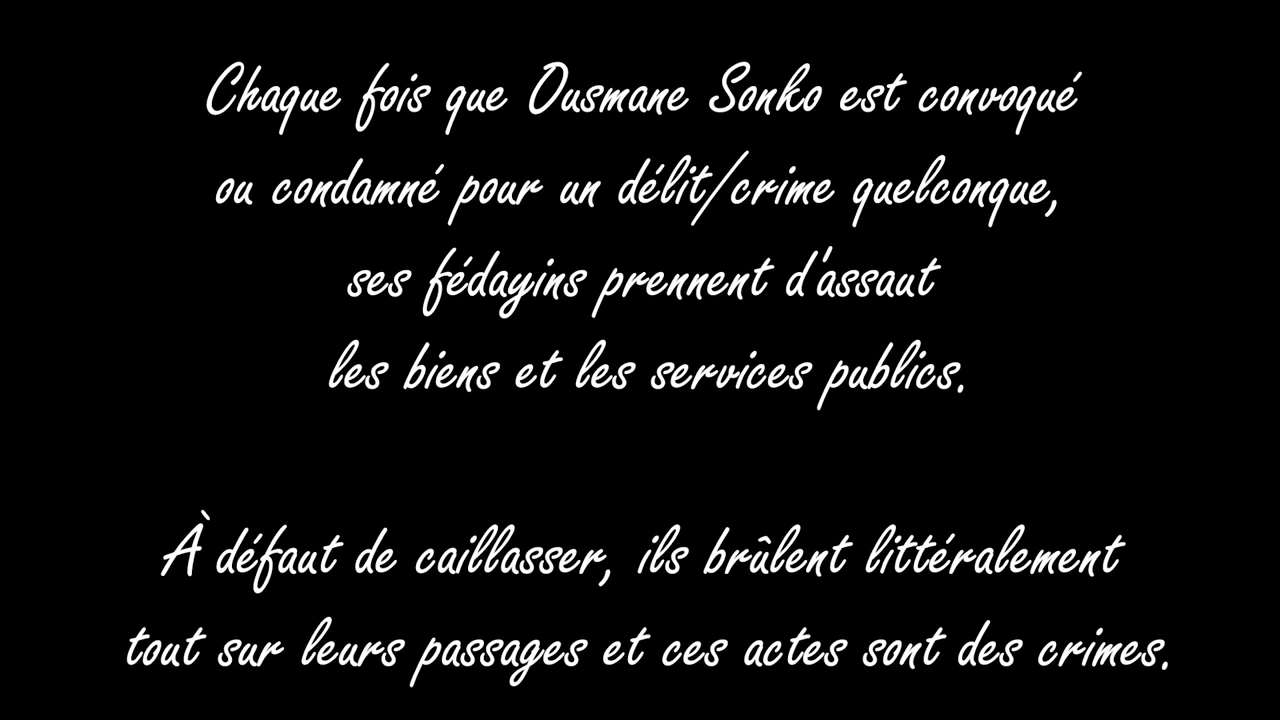 Chaque fois que Ousmane Sonko est convoqué
ou condamné pour un délit/crime quelconque,
ses fédayins prennent d'assaut
les biens et les services publics.
À défaut de caillasser, ils brûlent littéralement
tout sur leurs passages et ces actes sont des crimes.